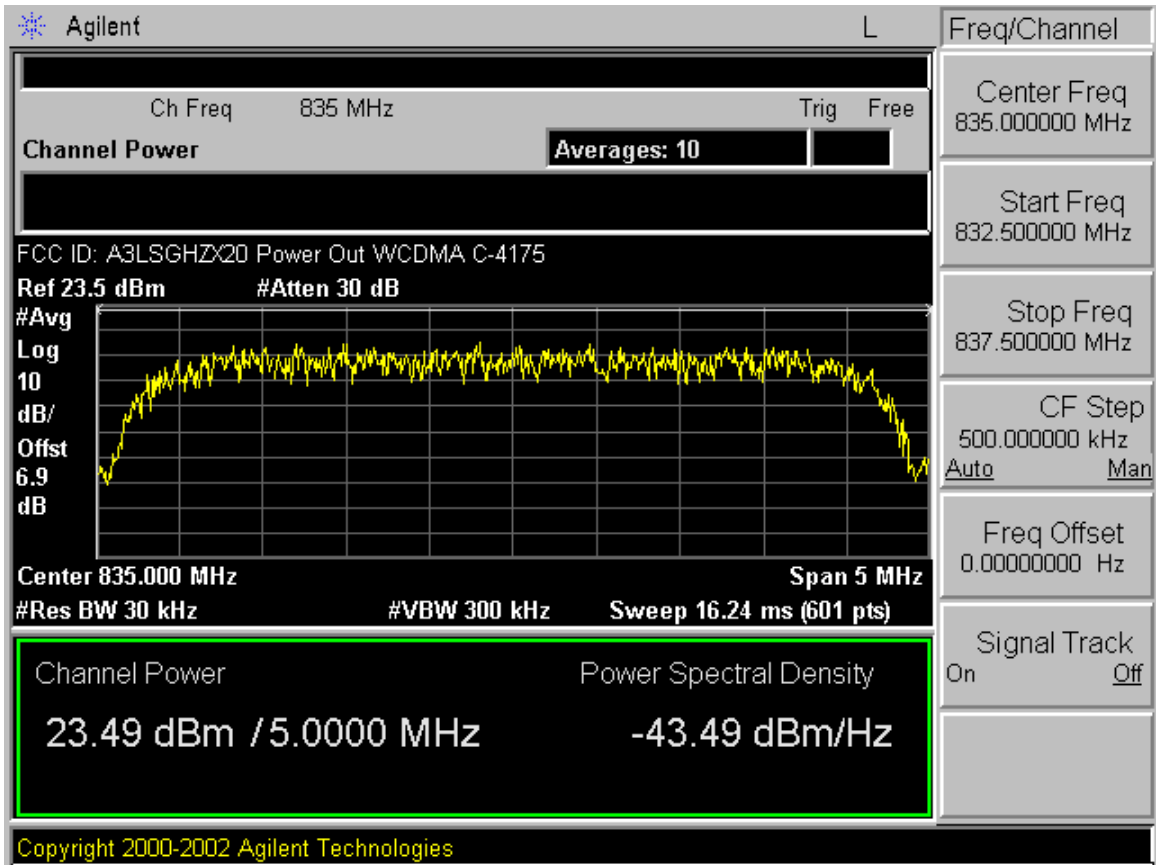 Agilent L
Freq/Channel
Ch Freq 835 MHz Trig Free
Channel Power Averages: 10
FCC ID: A3LSGHZX20 Power Out WCDMA C-4175
Ref 23.5 dBm #Atten 30 dB
#Avg
Log
10
dB/
Offst
6.9
dB
Center 835.000 MHz Span 5 MHz
#Res BW 30 kHz #VBW 300 kHz Sweep 16.24 ms (601 pts)
Channel Power Power Spectral Density
23.49 dBm / 5.0000 MHz -43.49 dBm/Hz
Center Freq
835.000000 MHz
Start Freq
832.500000 MHz
Stop Freq
837.500000 MHz
CF Step
500.000000 kHz
Auto Man
Freq Offset
0.00000000 Hz
Signal Track
On Off
Copyright 2000-2002 Agilent Technologies